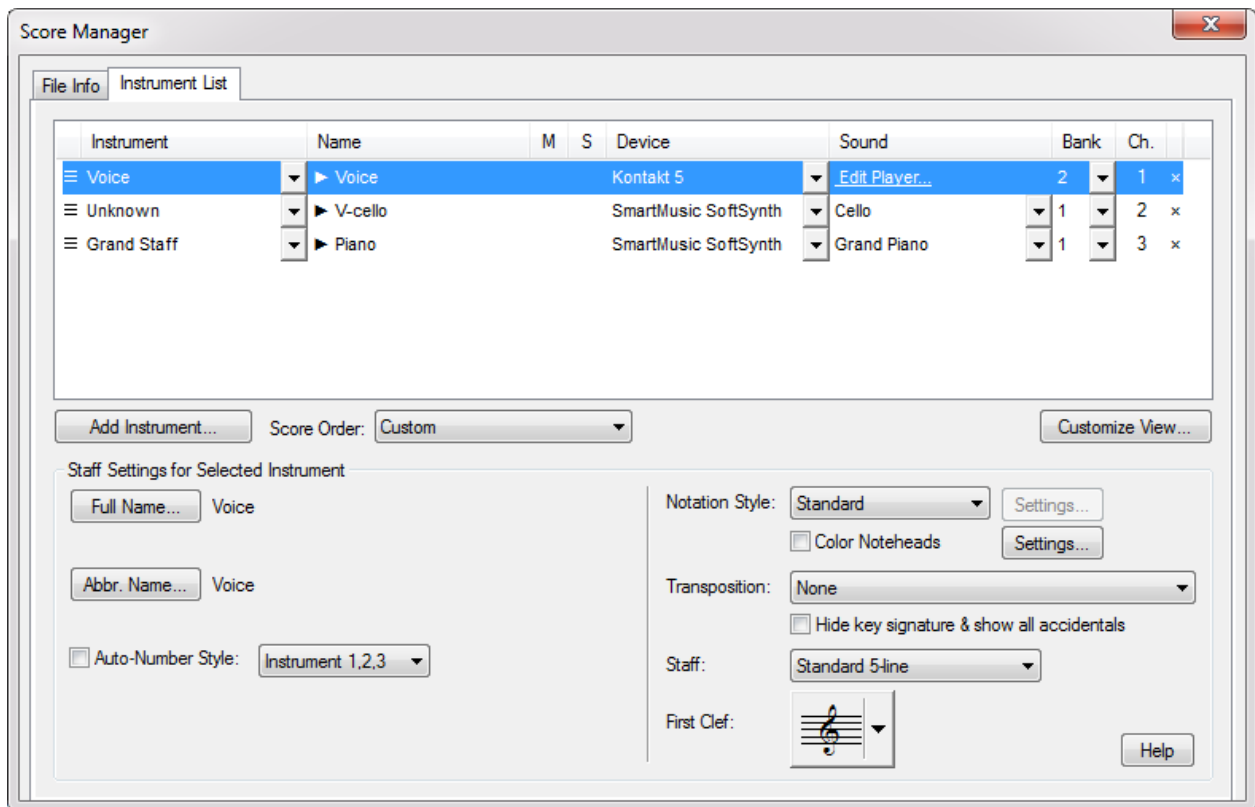 Score Manager
File Info Instrument List
Instrument Name M S Device Sound Bank Ch.
Voice Voice Kontakt 5 Edit Player... 2 1 ×
Unknown V-cello SmartMusic SoftSynth Cello 1 2 ×
Grand Staff Piano SmartMusic SoftSynth Grand Piano 1 3 ×
Add Instrument... Score Order: Custom Customize View...
Staff Settings for Selected Instrument
Full Name... Voice
Abbr. Name... Voice
Auto-Number Style: Instrument 1,2,3
Notation Style: Standard Settings...
Color Noteheads Settings...
Transposition: None
Hide key signature & show all accidentals
Staff: Standard 5-line
First Clef:
Help